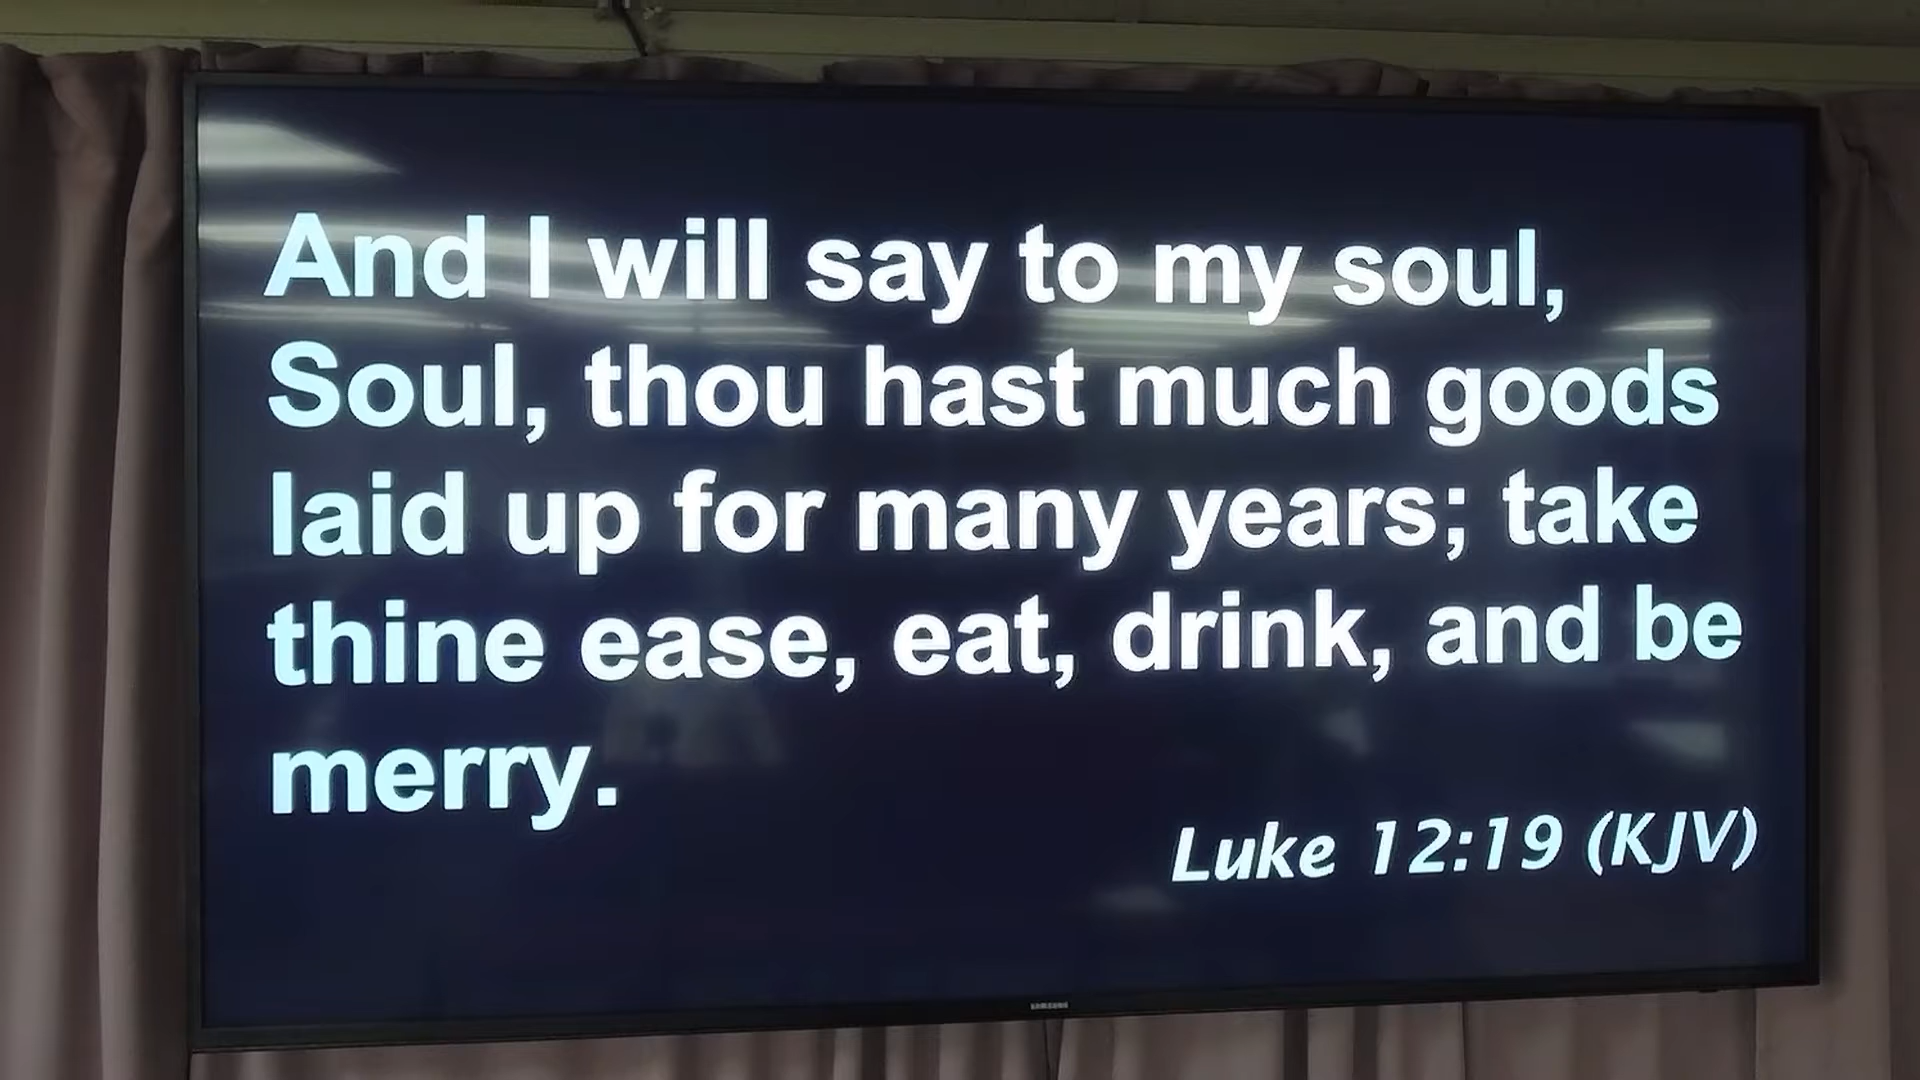 And I will say to my soul,
Soul, thou hast much goods
laid up for many years; take
thine ease, eat, drink, and be
merry.
Luke 12:19 (KJV)
SAMSUNG